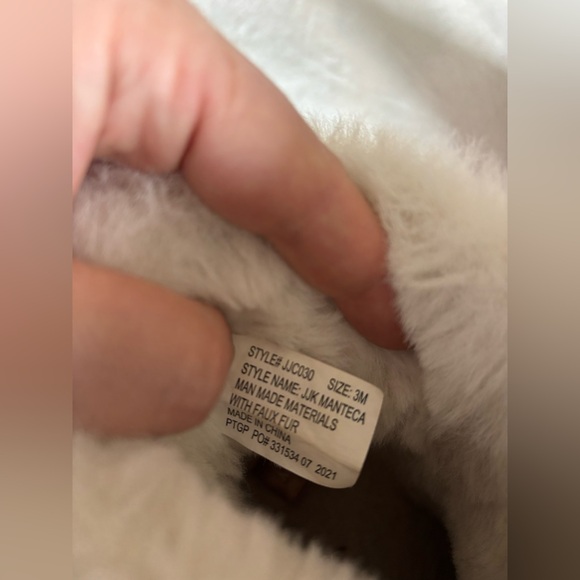 STYLE# JJC030 SIZE: 3M
STYLE NAME: JJK MANTECA
MAN MADE MATERIALS
WITH FAUX FUR
MADE IN CHINA
PTGP PO# 331534 07 2021